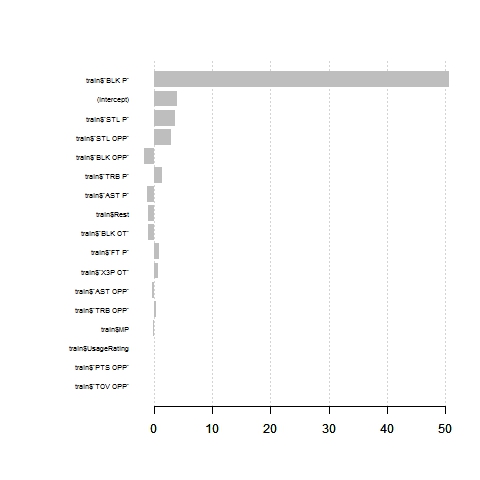 train$"BLK P"
(Intercept)
train$"STL P"
train$"STL OPP"
train$"BLK OPP"
train$"TRB P"
train$"AST P"
train$Rest
train$"BLK OT"
train$"FT P"
train$"X3P OT"
train$"AST OPP"
train$"TRB OPP"
train$MP
train$UsageRating
train$"PTS OPP"
train$"TOV OPP"
0 10 20 30 40 50